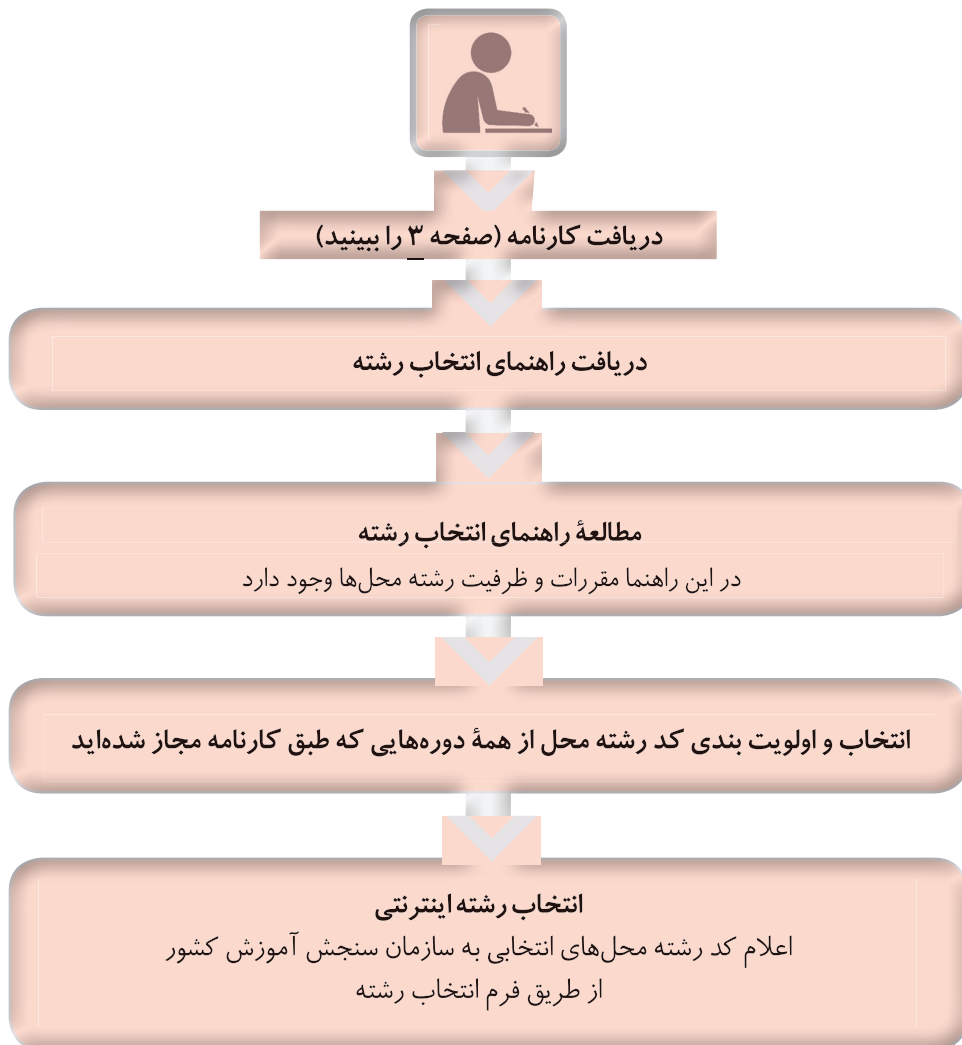 دریافت کارنامه (صفحه ۳ را ببینید)
دریافت راهنمای انتخاب رشته
مطالعهٔ راهنمای انتخاب رشته
در این راهنما مقررات و ظرفیت رشته محل‌ها وجود دارد
انتخاب و اولویت بندی کد رشته محل از همهٔ دوره‌هایی که طبق کارنامه مجاز شده‌اید
انتخاب رشته اینترنتی
اعلام کد رشته محل‌های انتخابی به سازمان سنجش آموزش کشور
از طریق فرم انتخاب رشته